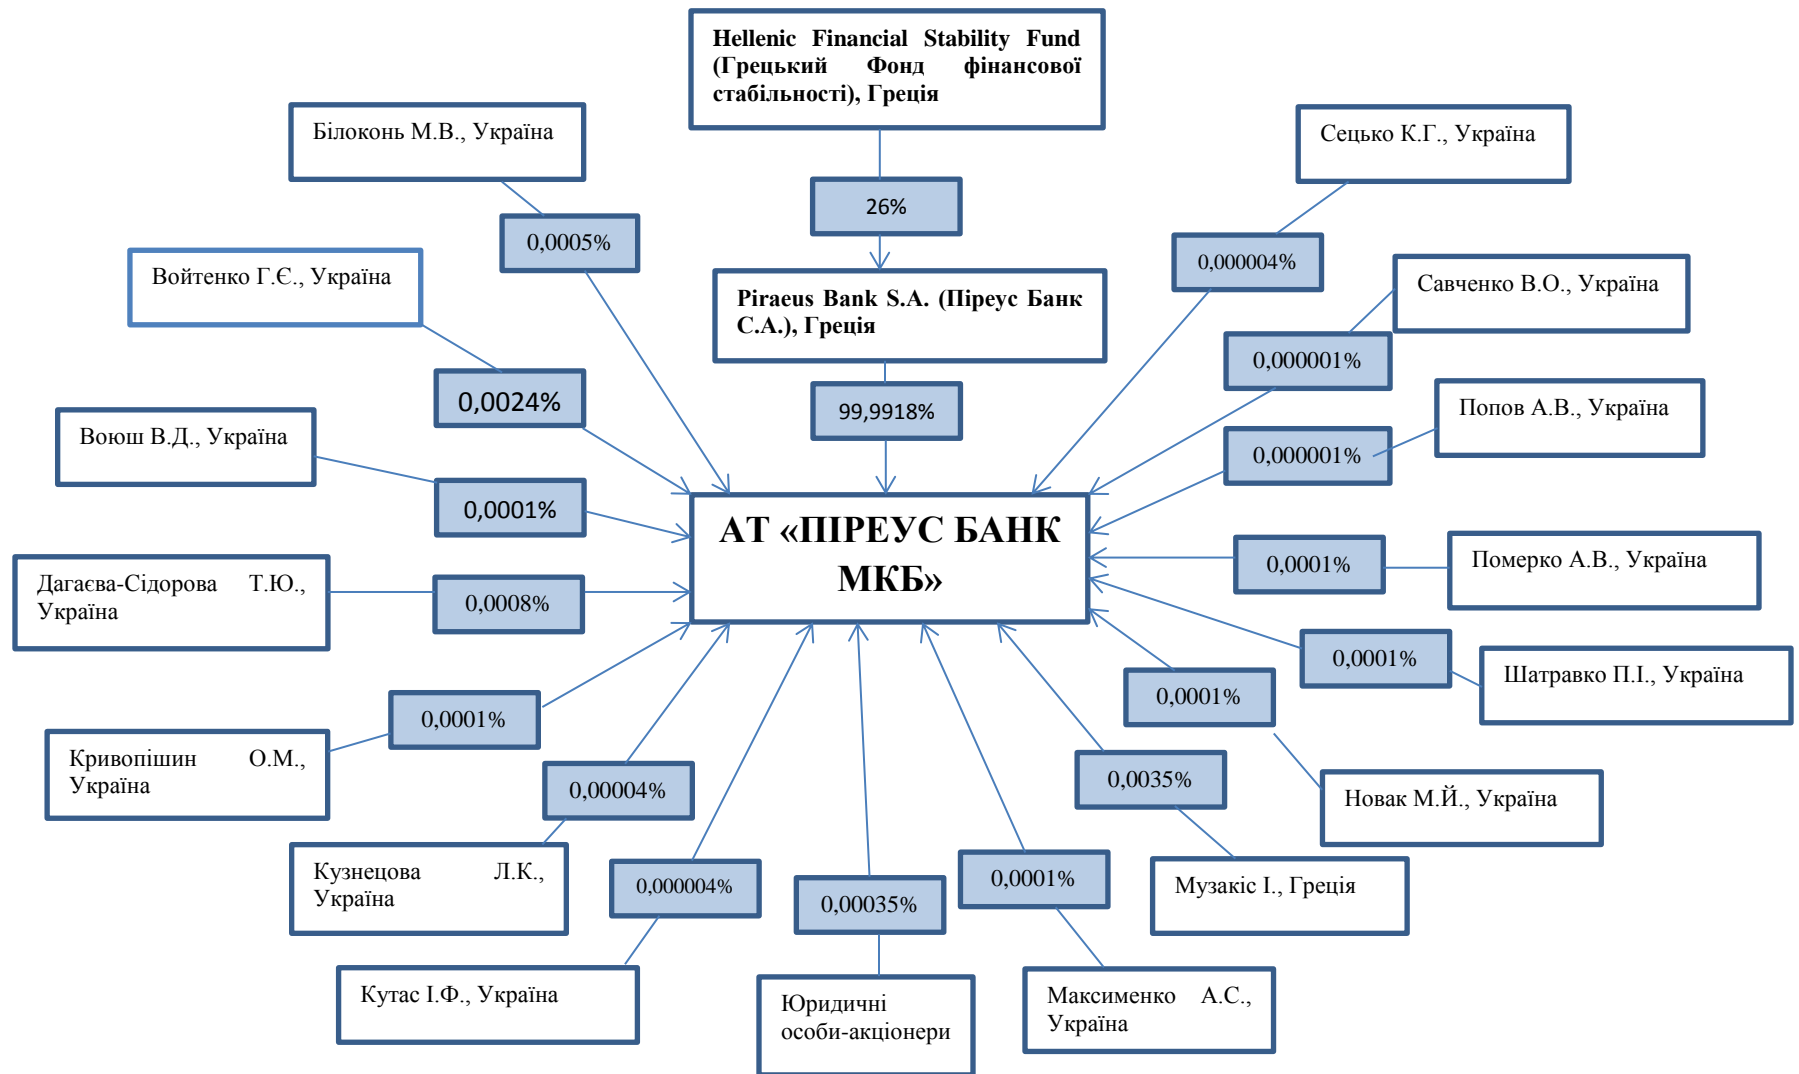 Hellenic Financial Stability Fund
(Грецький Фонд фінансової
стабільності), Греція
Білоконь М.В., Україна
Сецько К.Г., Україна
26%
0,0005%
0,000004%
Войтенко Г.Є., Україна
Piraeus Bank S.A. (Піреус Банк
С.А.), Греція
Савченко В.О., Україна
0,000001%
0,0024%
99,9918%
Попов А.В., Україна
Воюш В.Д., Україна
0,000001%
0,0001%
АТ «ПІРЕУС БАНК
МКБ»
0,0001%
Померко А.В., Україна
Дагаєва-Сідорова Т.Ю.,
Україна
0,0008%
0,0001%
Шатравко П.І., Україна
0,0001%
0,0001%
Кривопішин О.М.,
Україна
0,00004%
0,0035%
Новак М.Й., Україна
Кузнецова Л.К.,
Україна
0,000004%
0,00035%
0,0001%
Музакіс І., Греція
Кутас І.Ф., Україна
Юридичні
особи-акціонери
Максименко А.С.,
Україна